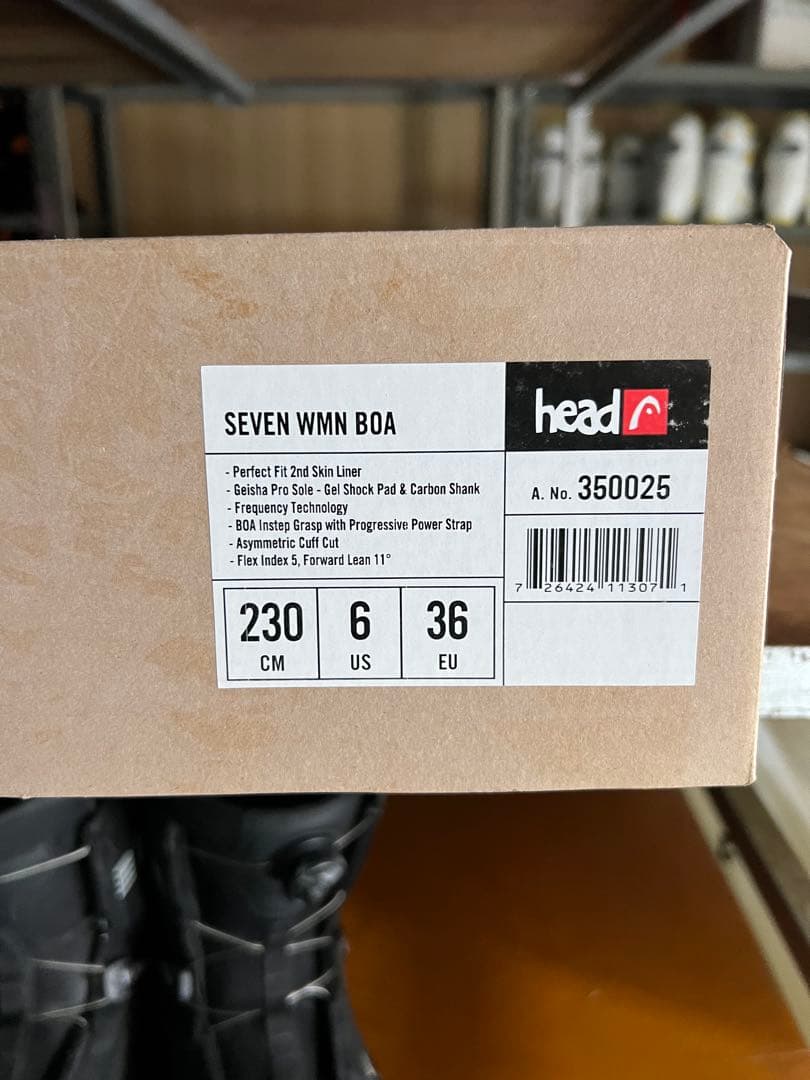 SEVEN WMN BOA
head
- Perfect Fit 2nd Skin Liner
- Geisha Pro Sole - Gel Shock Pad & Carbon Shank
- Frequency Technology
- BOA Instep Grasp with Progressive Power Strap
- Asymmetric Cuff Cut
- Flex Index 5, Forward Lean 11°
A. No. 350025
7 26424 11307 1
230 6 36
CM US EU